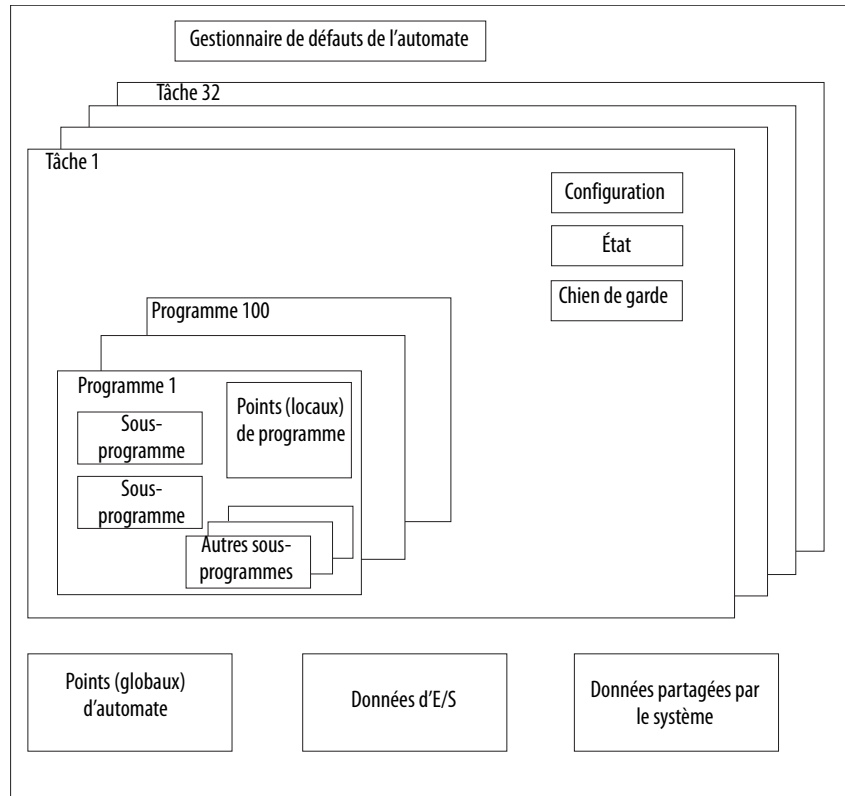 Gestionnaire de défauts de l’automate
Tâche 32
Tâche 1
Configuration
État
Chien de garde
Programme 100
Programme 1
Points (locaux)
de programme
Sous-
programme
Sous-
programme
Autres sous-
programmes
Points (globaux)
d’automate
Données d’E/S
Données partagées par
le système